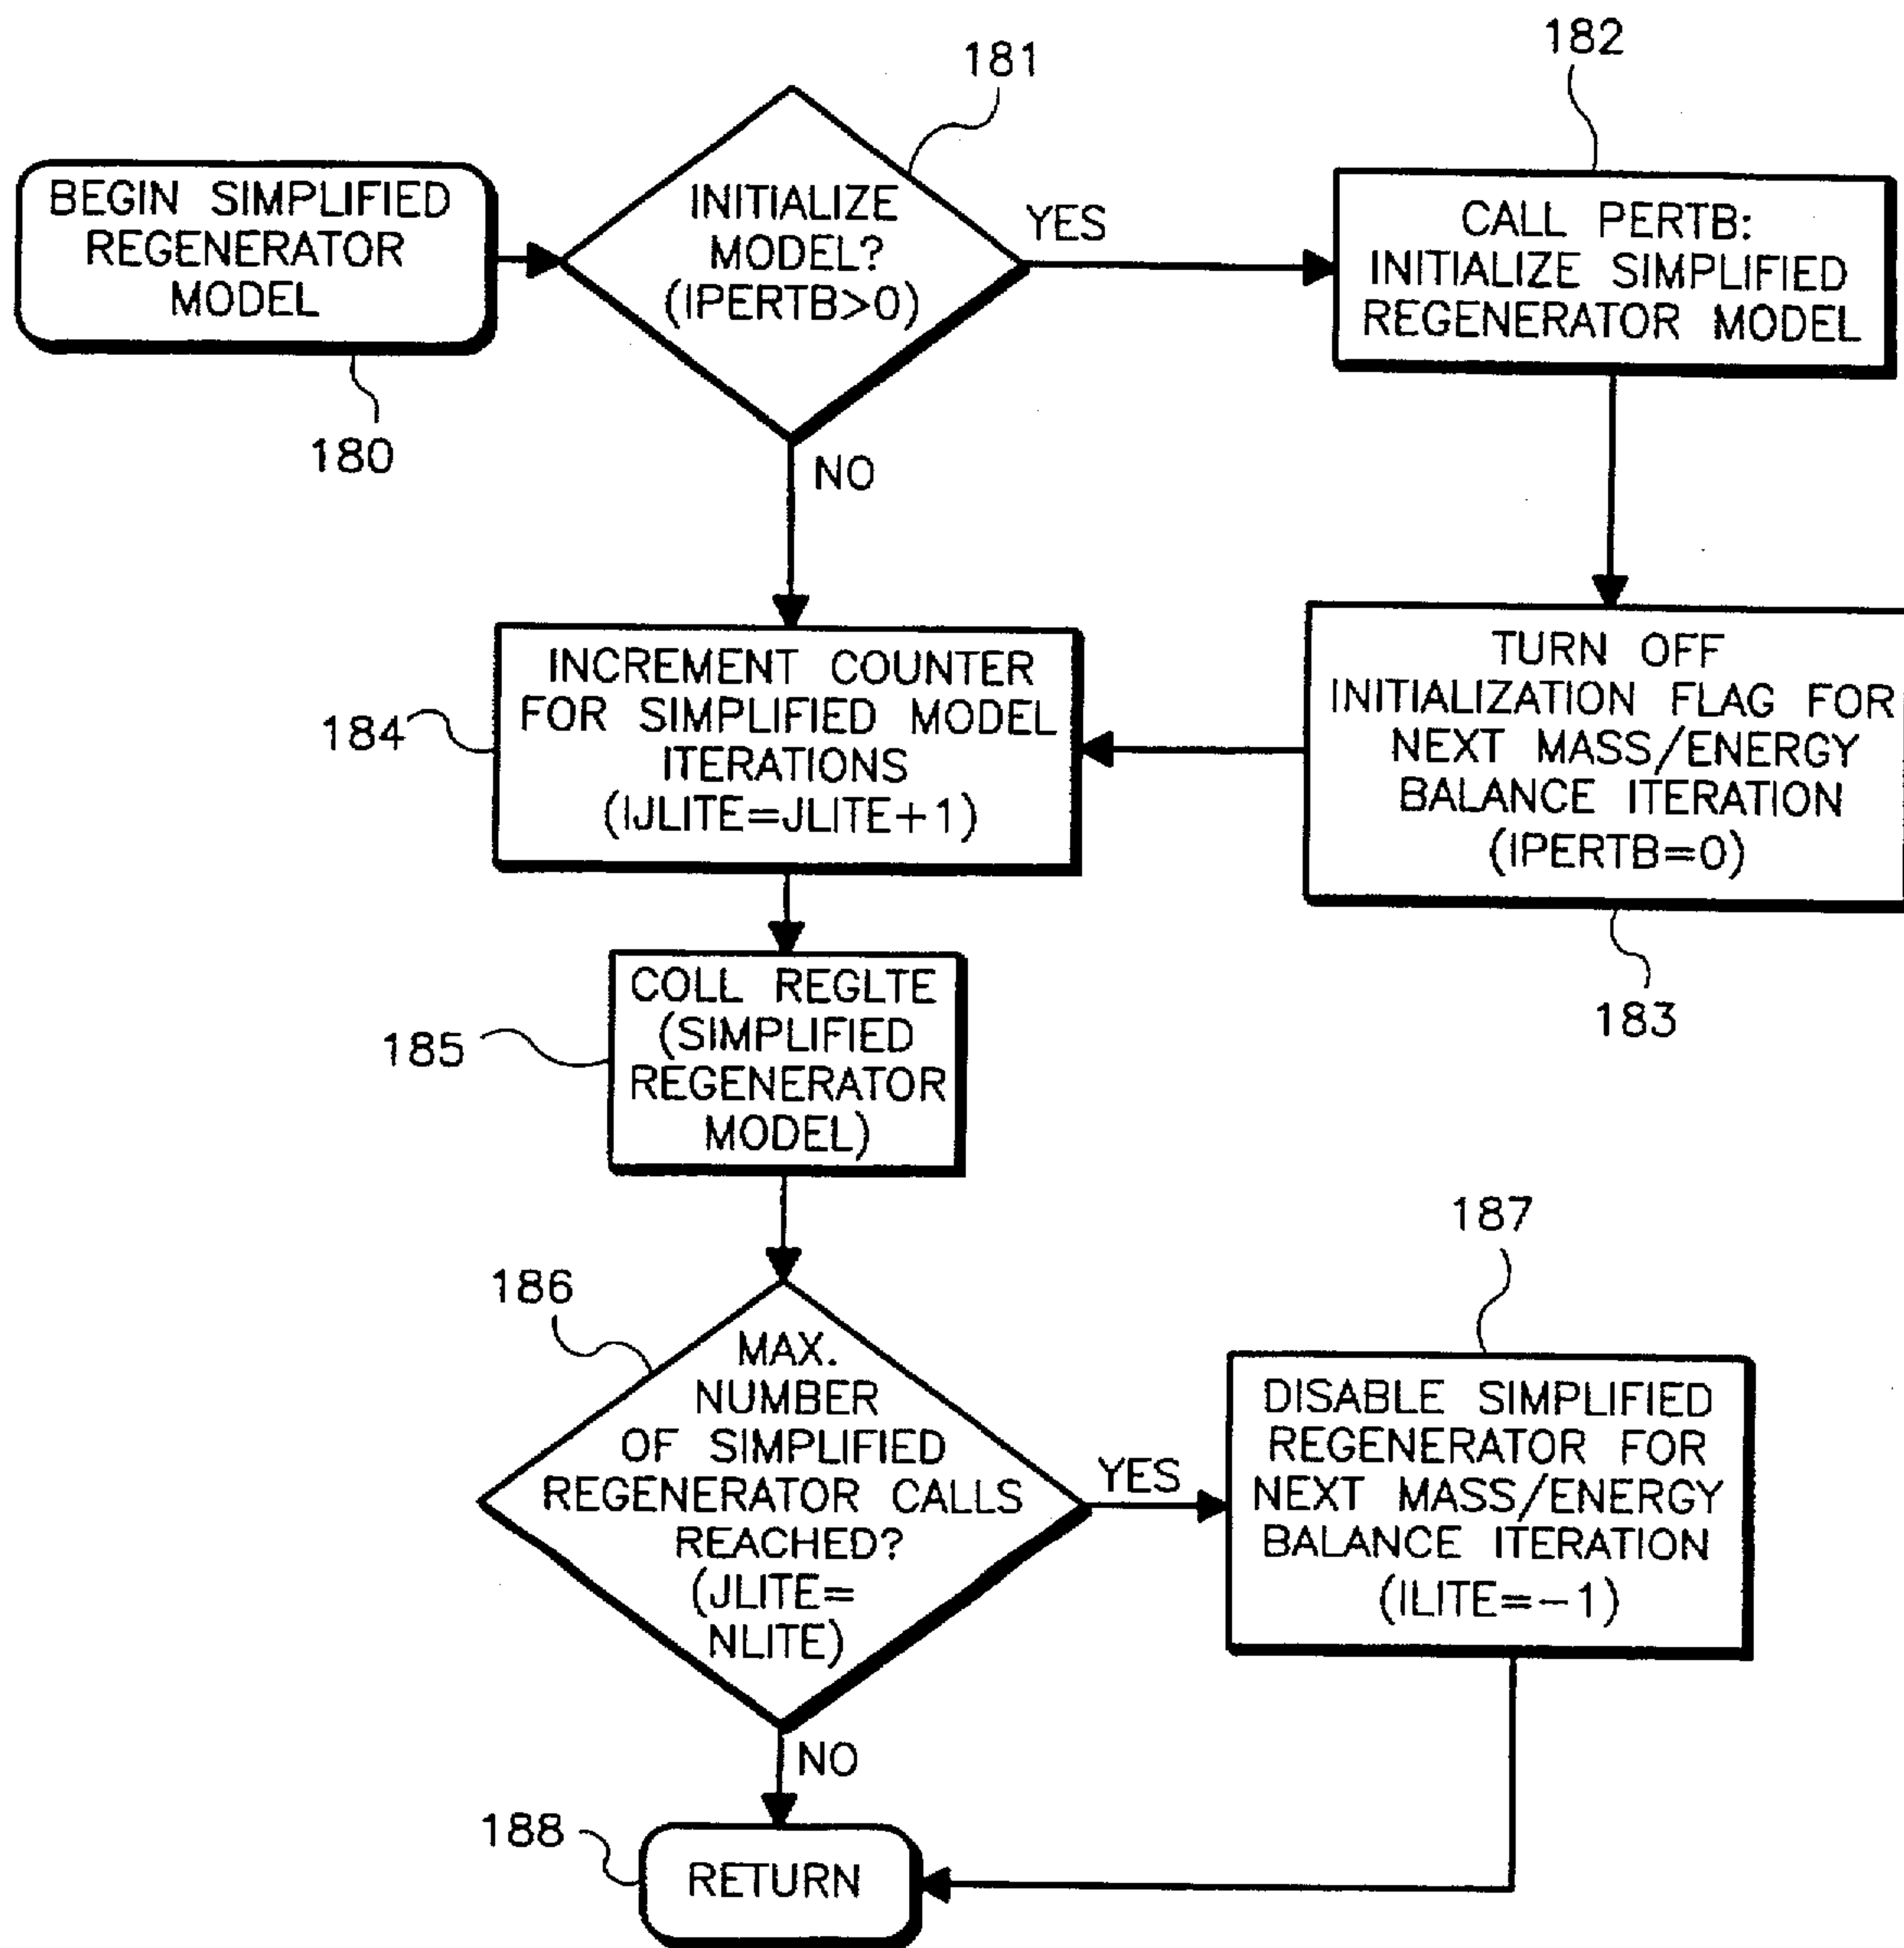 181
182
BEGIN SIMPLIFIED
REGENERATOR
MODEL
180
INITIALIZE
MODEL?
(IPERTB>0)
YES
NO
CALL PERTB:
INITIALIZE SIMPLIFIED
REGENERATOR MODEL
TURN OFF
INITIALIZATION FLAG FOR
NEXT MASS/ENERGY
BALANCE ITERATION
(IPERTB=0)
183
184
INCREMENT COUNTER
FOR SIMPLIFIED MODEL
ITERATIONS
(IJLITE=JLITE+1)
185
COLL REGLTE
(SIMPLIFIED
REGENERATOR
MODEL)
186
MAX.
NUMBER
OF SIMPLIFIED
REGENERATOR CALLS
REACHED?
(JLITE=
NLITE)
YES
NO
187
DISABLE SIMPLIFIED
REGENERATOR FOR
NEXT MASS/ENERGY
BALANCE ITERATION
(ILITE=-1)
188
RETURN